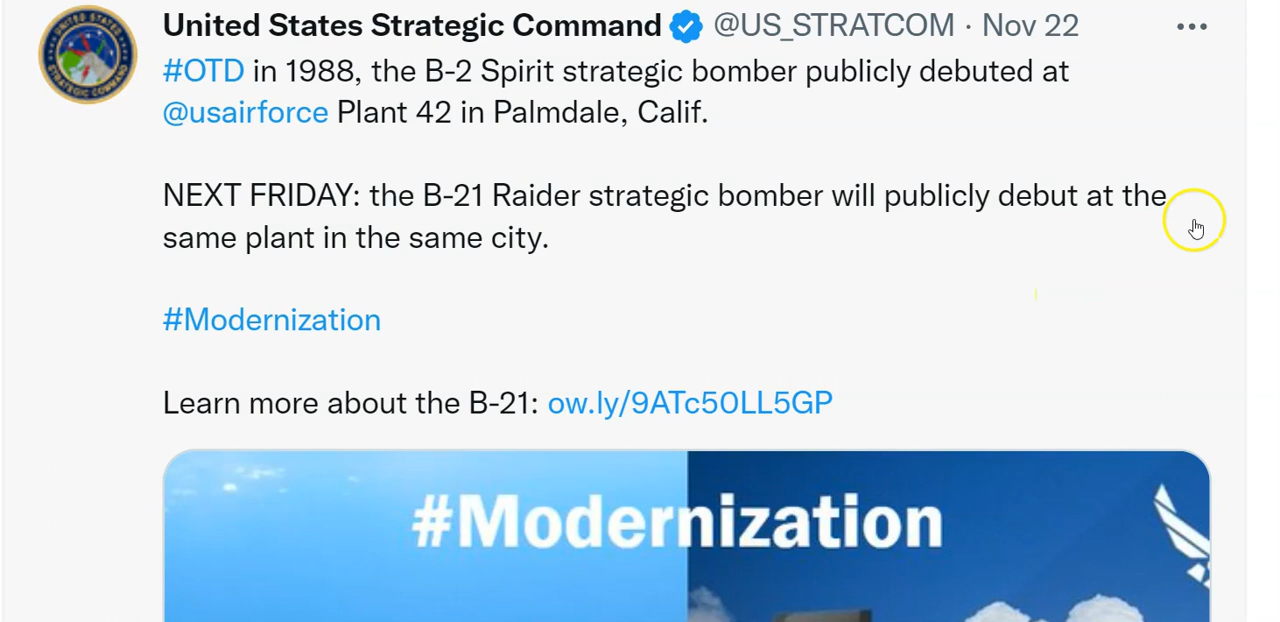 United States Strategic Command @US_STRATCOM · Nov 22
#OTD in 1988, the B-2 Spirit strategic bomber publicly debuted at
@usairforce Plant 42 in Palmdale, Calif.
NEXT FRIDAY: the B-21 Raider strategic bomber will publicly debut at the
same plant in the same city.
#Modernization
Learn more about the B-21: ow.ly/9ATc50LL5GP
#Modernization